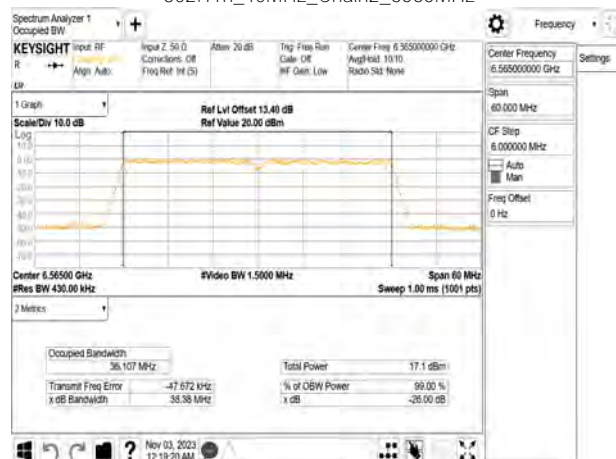 Spectrum Analyzer 1
Occupied BW
KEYSIGHT
Input: RF
Input Z: 50 Ω
Atten: 20 dB
Trig: Free Run
Center Freq: 6.565000000 GHz
Corrections: Off
Gate: Off
Avg|Hold: 10/10
Align: Auto
Freq Ref: Int (S)
#IF Gain: Low
Radio Std: None
Frequency
Settings
Center Frequency
6.565000000 GHz
Span
60.000 MHz
CF Step
6.000000 MHz
Auto
Man
Freq Offset
0 Hz
1 Graph
Scale/Div 10.0 dB
Ref Lvl Offset 13.40 dB
Ref Value 20.00 dBm
Log
Center 6.56500 GHz
#Res BW 430.00 kHz
#Video BW 1.5000 MHz
Span 60 MHz
Sweep 1.00 ms (1001 pts)
2 Metrics
Occupied Bandwidth
36.107 MHz
Total Power 17.1 dBm
Transmit Freq Error -47.672 kHz
% of OBW Power 99.00 %
x dB Bandwidth 38.38 MHz
x dB -26.00 dB
Nov 03, 2023
12:19:20 AM